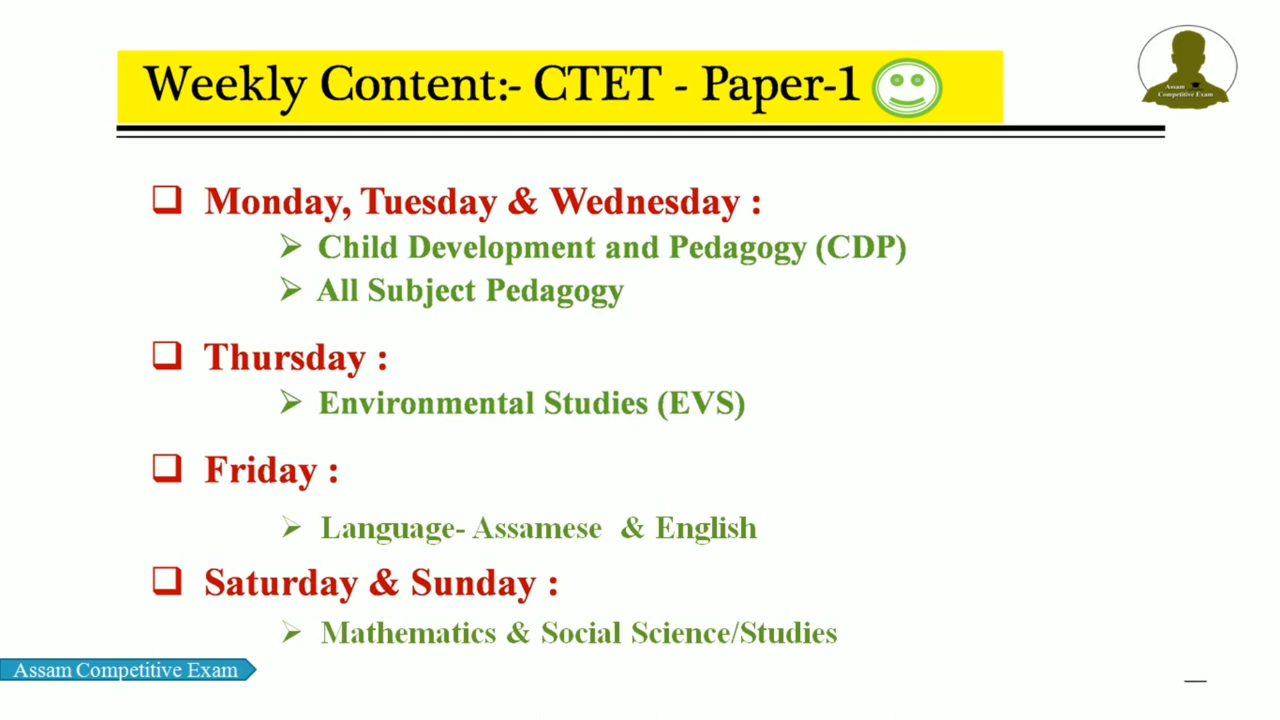 Weekly Content:- CTET - Paper-1
Assam
Competitive Exam
Monday, Tuesday & Wednesday :
Child Development and Pedagogy (CDP)
All Subject Pedagogy
Thursday :
Environmental Studies (EVS)
Friday :
Language- Assamese & English
Saturday & Sunday :
Mathematics & Social Science/Studies
Assam Competitive Exam